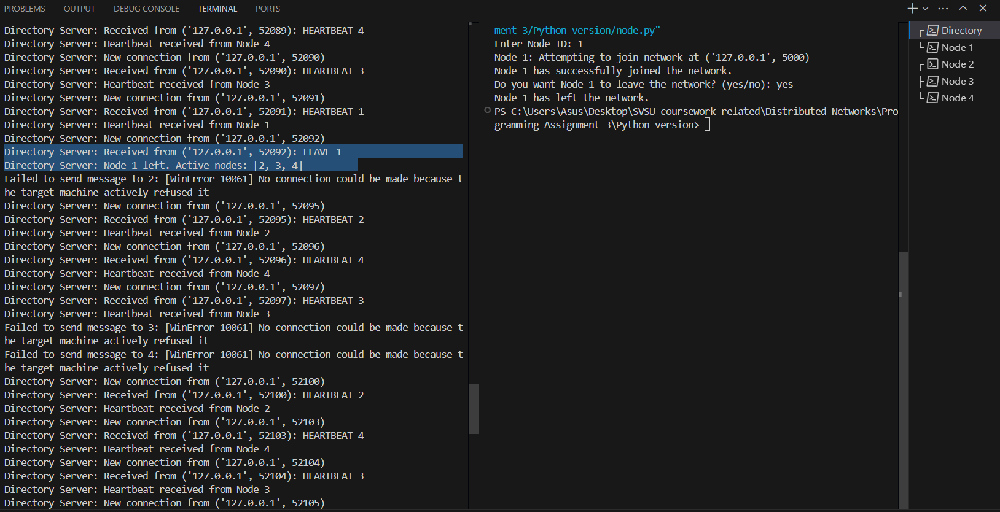 PROBLEMS OUTPUT DEBUG CONSOLE TERMINAL PORTS
Directory Server: Received from ('127.0.0.1', 52089): HEARTBEAT 4
Directory Server: Heartbeat received from Node 4
Directory Server: New connection from ('127.0.0.1', 52090)
Directory Server: Received from ('127.0.0.1', 52090): HEARTBEAT 3
Directory Server: Heartbeat received from Node 3
Directory Server: New connection from ('127.0.0.1', 52091)
Directory Server: Received from ('127.0.0.1', 52091): HEARTBEAT 1
Directory Server: Heartbeat received from Node 1
Directory Server: New connection from ('127.0.0.1', 52092)
Directory Server: Received from ('127.0.0.1', 52092): LEAVE 1
Directory Server: Node 1 left. Active nodes: [2, 3, 4]
Failed to send message to 2: [WinError 10061] No connection could be made because t
he target machine actively refused it
Directory Server: New connection from ('127.0.0.1', 52095)
Directory Server: Received from ('127.0.0.1', 52095): HEARTBEAT 2
Directory Server: Heartbeat received from Node 2
Directory Server: New connection from ('127.0.0.1', 52096)
Directory Server: Received from ('127.0.0.1', 52096): HEARTBEAT 4
Directory Server: Heartbeat received from Node 4
Directory Server: New connection from ('127.0.0.1', 52097)
Directory Server: Received from ('127.0.0.1', 52097): HEARTBEAT 3
Directory Server: Heartbeat received from Node 3
Failed to send message to 3: [WinError 10061] No connection could be made because t
he target machine actively refused it
Failed to send message to 4: [WinError 10061] No connection could be made because t
he target machine actively refused it
Directory Server: New connection from ('127.0.0.1', 52100)
Directory Server: Received from ('127.0.0.1', 52100): HEARTBEAT 2
Directory Server: Heartbeat received from Node 2
Directory Server: New connection from ('127.0.0.1', 52103)
Directory Server: Received from ('127.0.0.1', 52103): HEARTBEAT 4
Directory Server: Heartbeat received from Node 4
Directory Server: New connection from ('127.0.0.1', 52104)
Directory Server: Received from ('127.0.0.1', 52104): HEARTBEAT 3
Directory Server: Heartbeat received from Node 3
Directory Server: New connection from ('127.0.0.1', 52105)
ment 3/Python version/node.py"
Enter Node ID: 1
Node 1: Attempting to join network at ('127.0.0.1', 5000)
Node 1 has successfully joined the network.
Do you want Node 1 to leave the network? (yes/no): yes
Node 1 has left the network.
PS C:\Users\Asus\Desktop\SVSU coursework related\Distributed Networks\Pro
gramming Assignment 3\Python version>
Directory
Node 1
Node 2
Node 3
Node 4